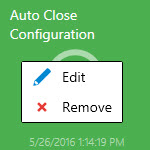 Auto Close
Configuration
Edit
Remove
5/26/2016 1:14:19 PM